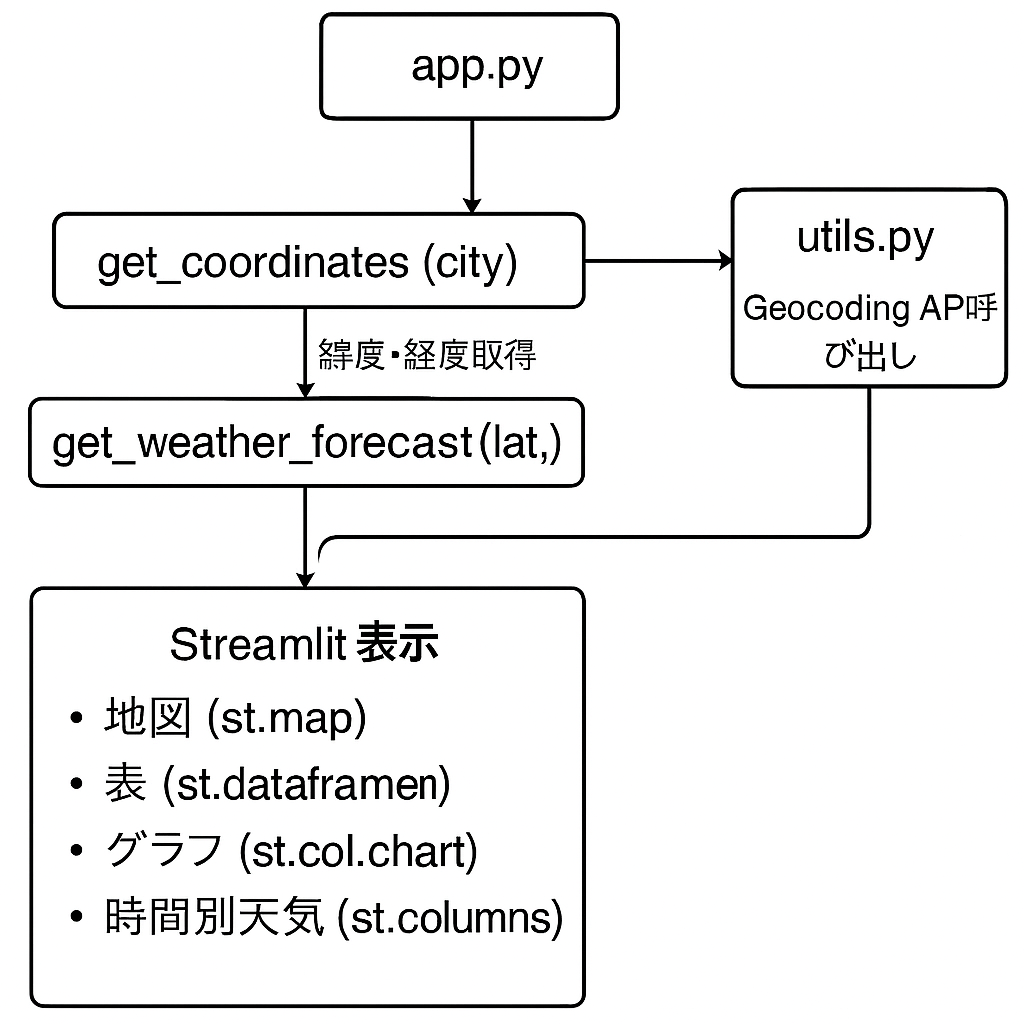 app.py
get_coordinates (city)
utils.py
Geocoding AP呼
び出し
度・経度取得
get_weather_forecast(lat,)
Streamlit 表示
• 地図 (st.map)
• 表 (st.dataframen)
• グラフ (st.col.chart)
• 時間別天気 (st.columns)